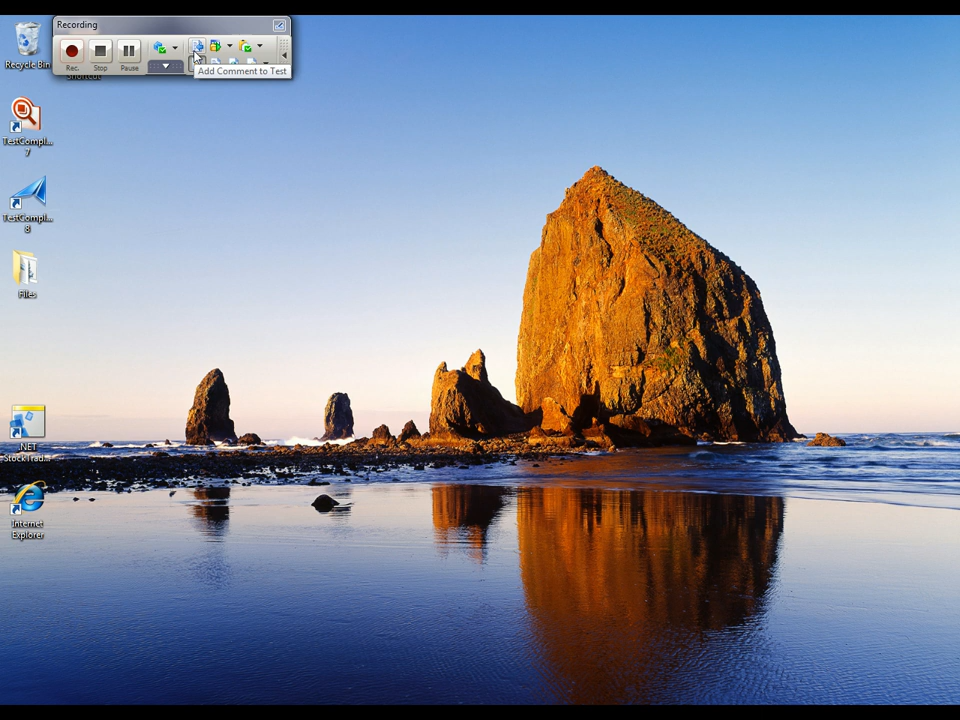 Recording
Rec.
Stop
Pause
Add Comment to Test
Recycle Bin
Shortcut
TestCompl...
7
TestCompl...
8
Files
.NET
StockTrad...
Internet
Explorer